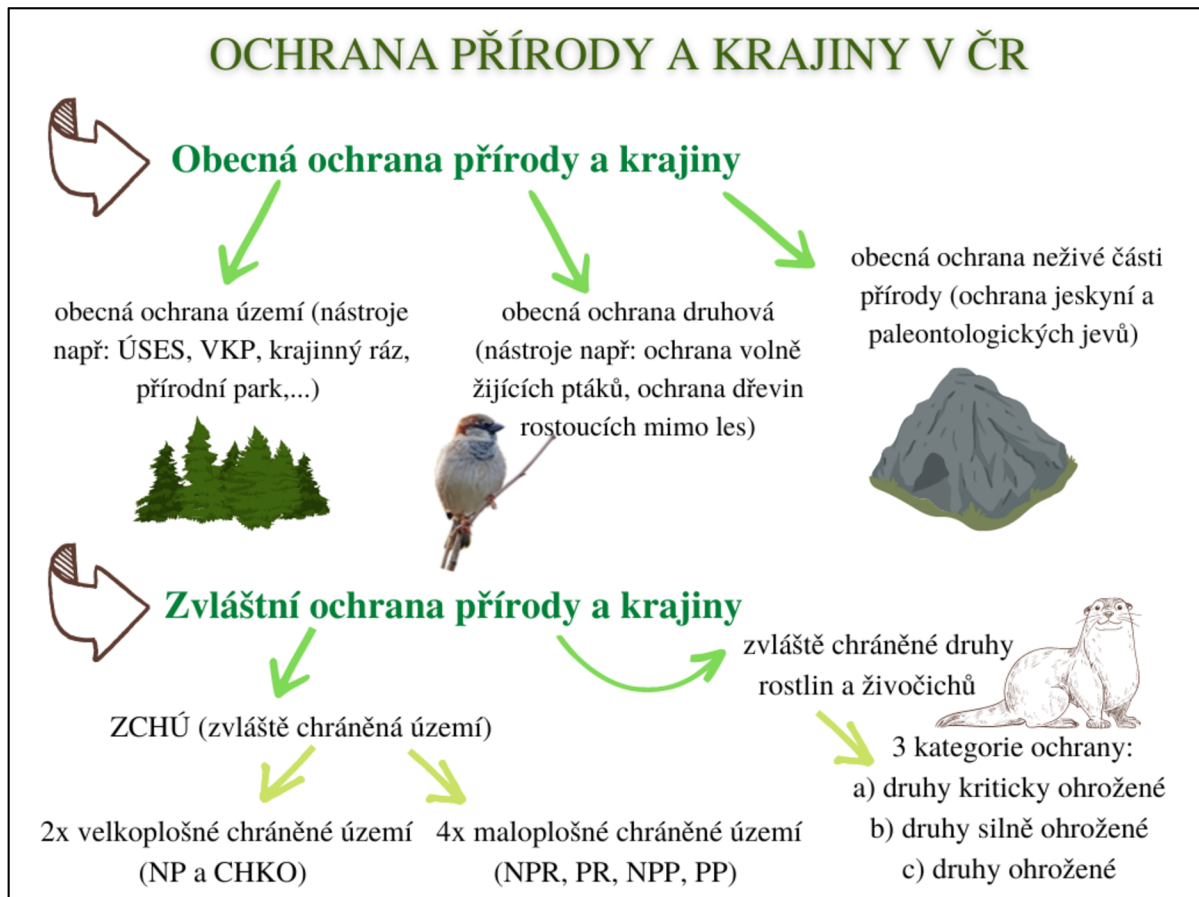 OCHRANA PŘÍRODY A KRAJINY V ČR
Obecná ochrana přírody a krajiny
obecná ochrana území (nástroje
např: ÚSES, VKP, krajinný ráz,
přírodní park,...)
obecná ochrana druhová
(nástroje např: ochrana volně
žijících ptáků, ochrana dřevin
rostoucích mimo les)
obecná ochrana neživé části
přírody (ochrana jeskyní a
paleontologických jevů)
Zvláštní ochrana přírody a krajiny
ZCHÚ (zvláště chráněná území)
2x velkoplošné chráněné území
(NP a CHKO)
4x maloplošné chráněné území
(NPR, PR, NPP, PP)
zvláště chráněné druhy
rostlin a živočichů
3 kategorie ochrany:
a) druhy kriticky ohrožené
b) druhy silně ohrožené
c) druhy ohrožené